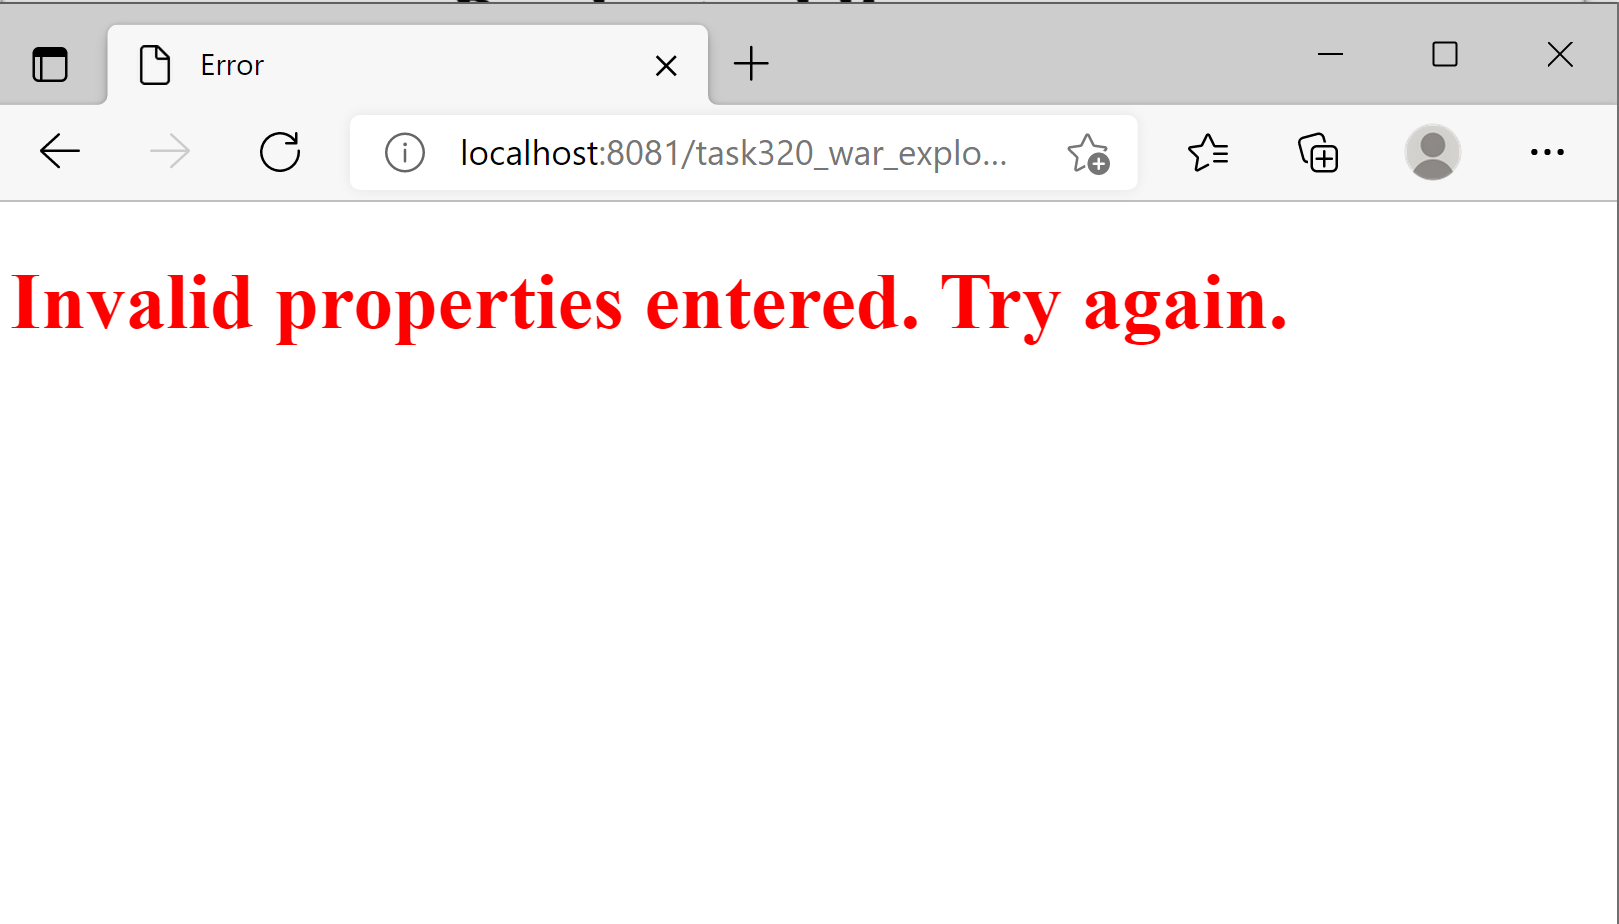 Error
localhost:8081/task320_war_explo...
Invalid properties entered. Try again.